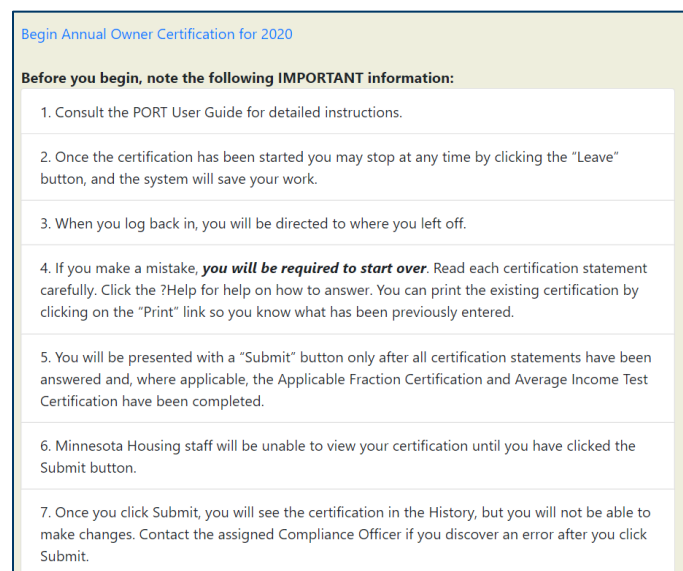 Begin Annual Owner Certification for 2020
Before you begin, note the following IMPORTANT information:
1. Consult the PORT User Guide for detailed instructions.
2. Once the certification has been started you may stop at any time by clicking the “Leave”
button, and the system will save your work.
3. When you log back in, you will be directed to where you left off.
4. If you make a mistake, you will be required to start over. Read each certification statement
carefully. Click the ?Help for help on how to answer. You can print the existing certification by
clicking on the “Print” link so you know what has been previously entered.
5. You will be presented with a “Submit” button only after all certification statements have been
answered and, where applicable, the Applicable Fraction Certification and Average Income Test
Certification have been completed.
6. Minnesota Housing staff will be unable to view your certification until you have clicked the
Submit button.
7. Once you click Submit, you will see the certification in the History, but you will not be able to
make changes. Contact the assigned Compliance Officer if you discover an error after you click
Submit.